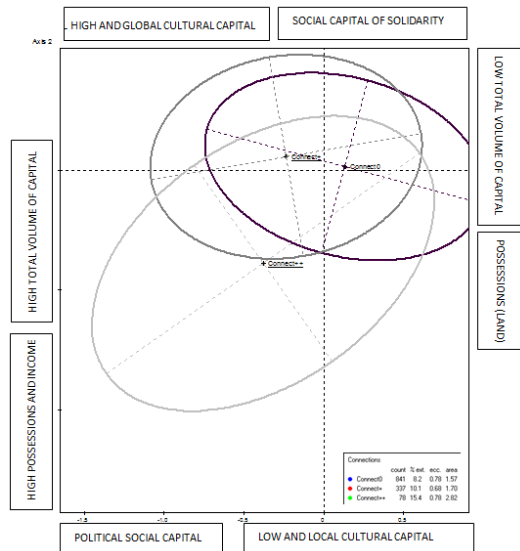 HIGH AND GLOBAL CULTURAL CAPITAL
SOCIAL CAPITAL OF SOLIDARITY
Axis 2
LOW TOTAL VOLUME OF CAPITAL
HIGH TOTAL VOLUME OF CAPITAL
Connect+
Connect0
POSSESSIONS (LAND)
Connect++
HIGH POSSESSIONS AND INCOME
Connections
count % ext. ecc. area
Connect0 841 8.2 0.78 1.57
Connect+ 337 10.1 0.68 1.70
Connect++ 78 15.4 0.78 2.82
-1.5 -0.5 0 0.5
POLITICAL SOCIAL CAPITAL
LOW AND LOCAL CULTURAL CAPITAL